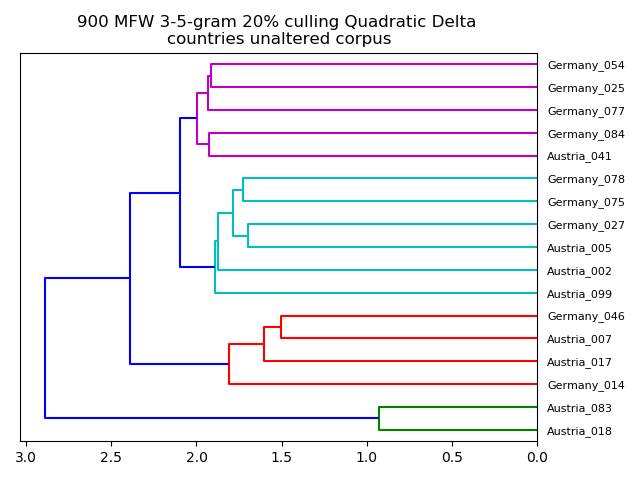 900 MFW 3-5-gram 20% culling Quadratic Delta
countries unaltered corpus
Germany_054
Germany_025
Germany_077
Germany_084
Austria_041
Germany_078
Germany_075
Germany_027
Austria_005
Austria_002
Austria_099
Germany_046
Austria_007
Austria_017
Germany_014
Austria_083
Austria_018
3.0 2.5 2.0 1.5 1.0 0.5 0.0